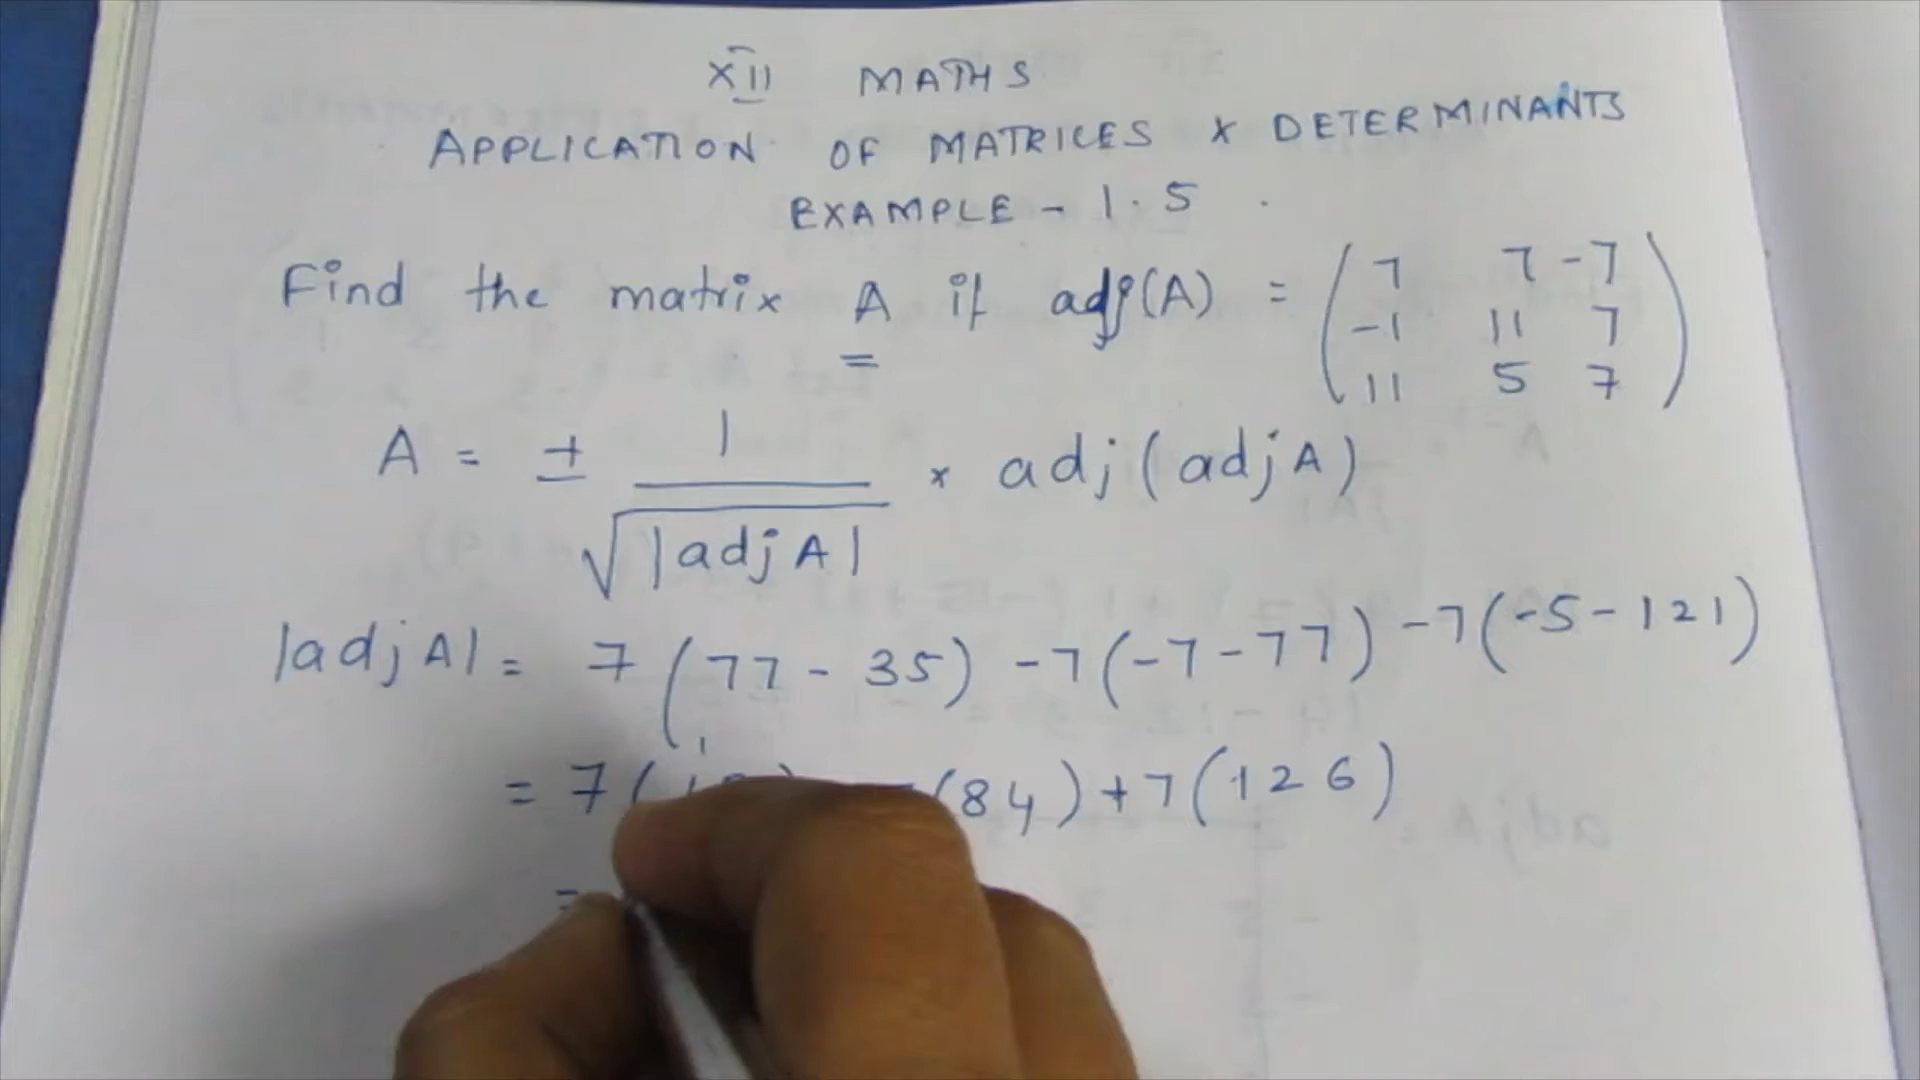 XII MATHS
APPLICATION OF MATRICES & DETERMINANTS
EXAMPLE - 1.5
Find the matrix A if adj(A) = ( 7 7 -7
-1 11 7
11 5 7 )
A = ± 1 / √|adj A| × adj(adj A)
|adj A| = 7(77 - 35) -7(-7-77) -7(-5-121)
= 7( (84) +7(126)
=